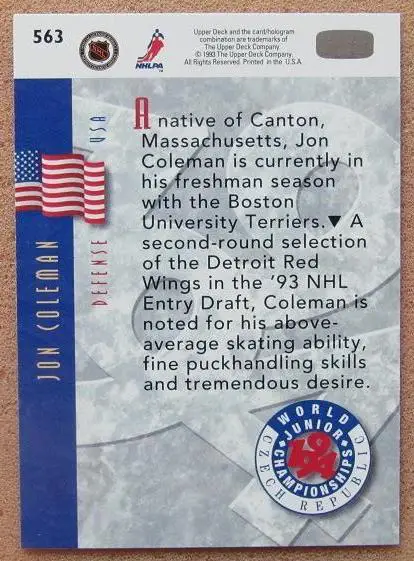 563
NHL
NHLPA
Upper Deck and the card/hologram
combination are trademarks of
The Upper Deck Company.
© 1993 The Upper Deck Company.
All Rights Reserved. Printed in the U.S.A.
USA
DEFENSE
JON COLEMAN
A native of Canton,
Massachusetts, Jon
Coleman is currently in
his freshman season
with the Boston
University Terriers.▼ A
second-round selection
of the Detroit Red
Wings in the '93 NHL
Entry Draft, Coleman is
noted for his above-
average skating ability,
fine puckhandling skills
and tremendous desire.
WORLD
JUNIOR
1994
CHAMPIONSHIPS
CZECH REPUBLIC